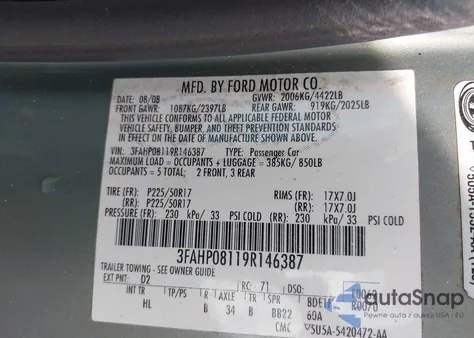 MFD. BY FORD MOTOR CO.
DATE: 08/08 GVWR: 2006KG/4422LB
FRONT GAWR: 1087KG/2397LB REAR GAWR: 919KG/2025LB
THIS VEHICLE CONFORMS TO ALL APPLICABLE FEDERAL MOTOR
VEHICLE SAFETY, BUMPER, AND THEFT PREVENTION STANDARDS
IN EFFECT ON THE DATE OF MANUFACTURE SHOWN ABOVE.
VIN: 3FAHP08119R146387 TYPE: Passenger Car
MAXIMUM LOAD = OCCUPANTS + LUGGAGE = 385KG/850LB
OCCUPANTS = 5 TOTAL: 2 FRONT, 3 REAR
TIRE (FR): P225/50R17 RIMS (FR): 17X7.0J
(RR): P225/50R17 (RR): 17X7.0J
PRESSURE (FR): 230 kPa/ 33 PSI COLD (RR): 230 kPa/ 33 PSI COLD
3FAHP08119R146387
TRAILER TOWING - SEE OWNER GUIDE
EXT PNT: D2 RC: 71 DSO:
INT TR TP/PS R AX TR SPR
HL B 34 B BB22
CMC
autoSnap